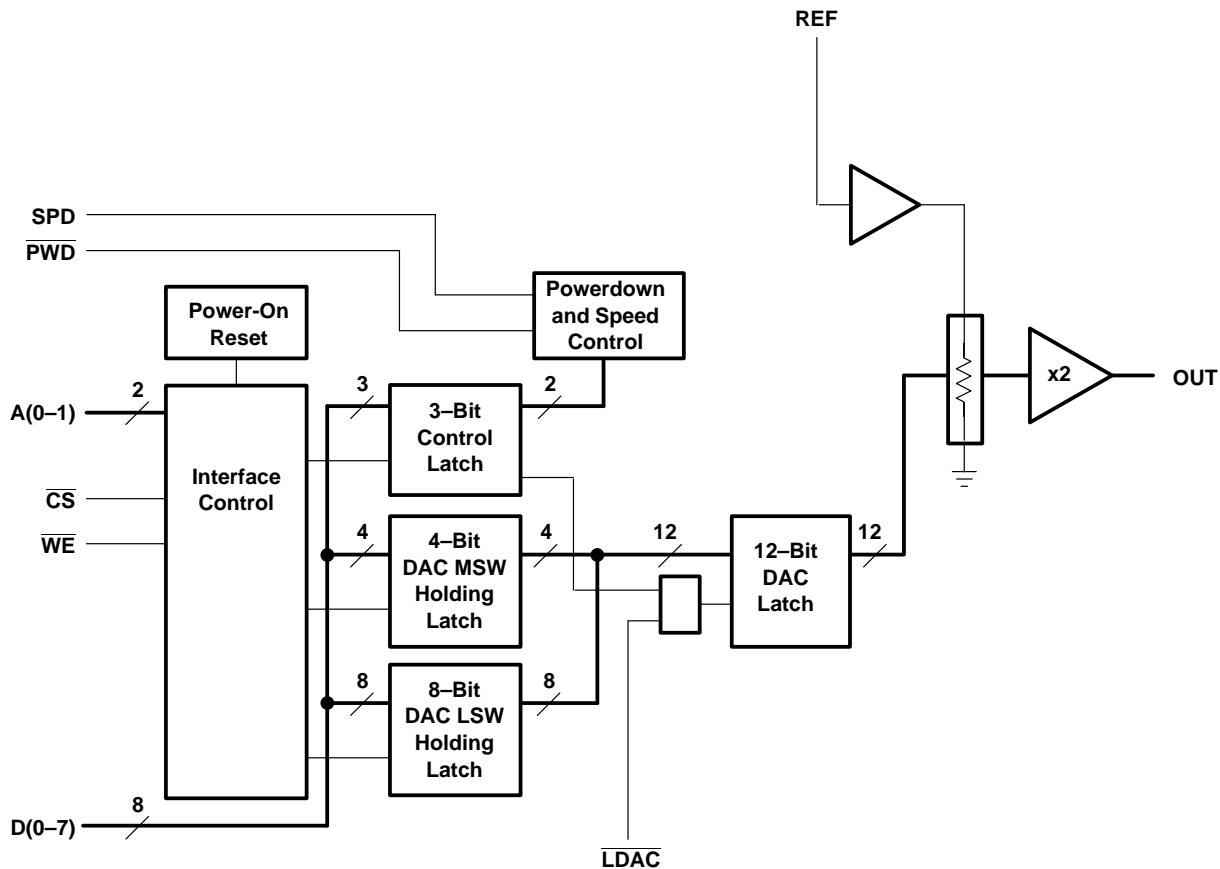 REF
SPD
PWD
Powerdown
and Speed
Control
Power-On
Reset
x2
OUT
2
3
2
A(0–1)
3–Bit
Control
Latch
Interface
Control
CS
WE
4
4–Bit
DAC MSW
Holding
Latch
4
12
12–Bit
DAC
Latch
12
8
8–Bit
DAC LSW
Holding
Latch
8
8
D(0–7)
LDAC